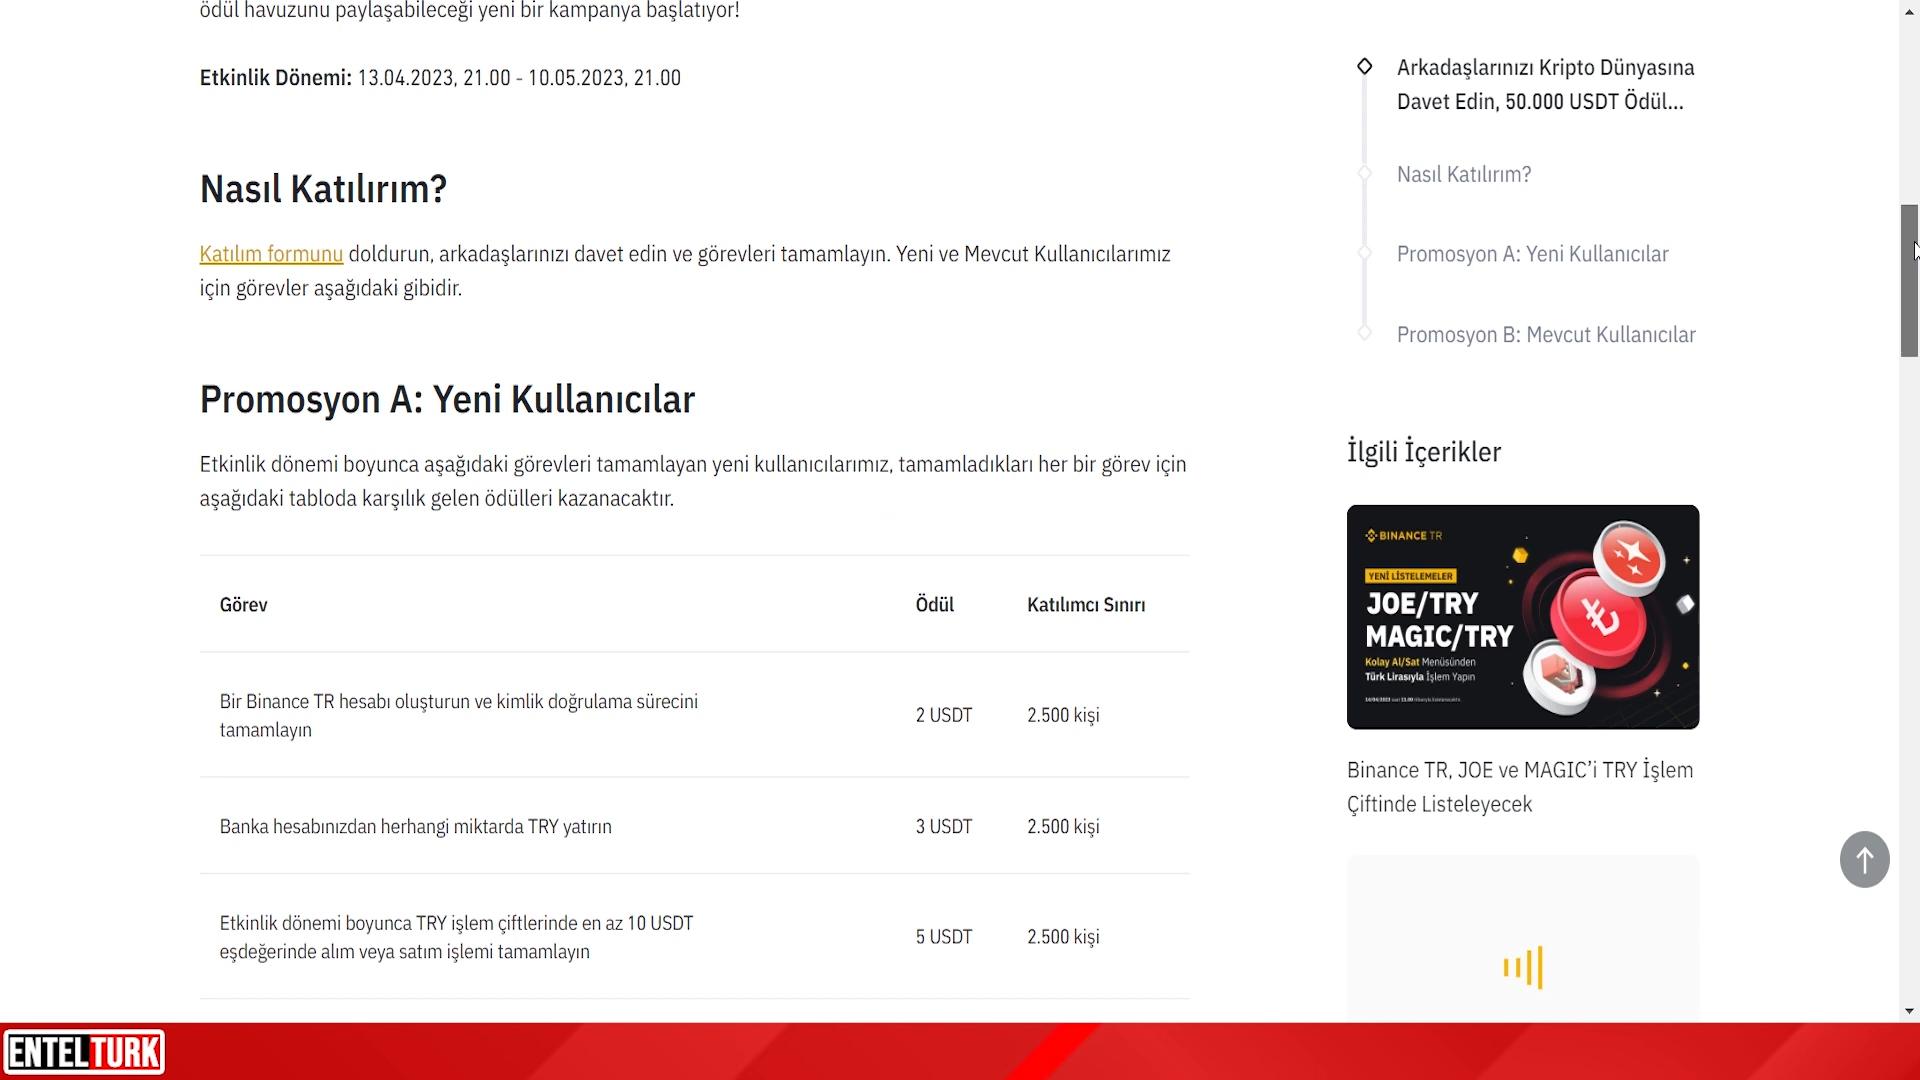 ödül havuzunu paylaşabileceği yeni bir kampanya başlatıyor!
Etkinlik Dönemi: 13.04.2023, 21.00 - 10.05.2023, 21.00
Nasıl Katılırım?
Katılım formunu doldurun, arkadaşlarınızı davet edin ve görevleri tamamlayın. Yeni ve Mevcut Kullanıcılarımız
için görevler aşağıdaki gibidir.
Promosyon A: Yeni Kullanıcılar
Etkinlik dönemi boyunca aşağıdaki görevleri tamamlayan yeni kullanıcılarımız, tamamladıkları her bir görev için
aşağıdaki tabloda karşılık gelen ödülleri kazanacaktır.
Görev Ödül Katılımcı Sınırı
Bir Binance TR hesabı oluşturun ve kimlik doğrulama sürecini
tamamlayın
2 USDT 2.500 kişi
Banka hesabınızdan herhangi miktarda TRY yatırın 3 USDT 2.500 kişi
Etkinlik dönemi boyunca TRY işlem çiftlerinde en az 10 USDT
eşdeğerinde alım veya satım işlemi tamamlayın
5 USDT 2.500 kişi
Arkadaşlarınızı Kripto Dünyasına
Davet Edin, 50.000 USDT Ödül...
Nasıl Katılırım?
Promosyon A: Yeni Kullanıcılar
Promosyon B: Mevcut Kullanıcılar
İlgili İçerikler
BINANCE TR
YENİ LİSTELEMELER
JOE/TRY
MAGIC/TRY
Kolay Al/Sat Menüsünden
Türk Lirasıyla İşlem Yapın
Binance TR, JOE ve MAGIC’i TRY İşlem
Çiftinde Listeleyecek
ENTELTURK